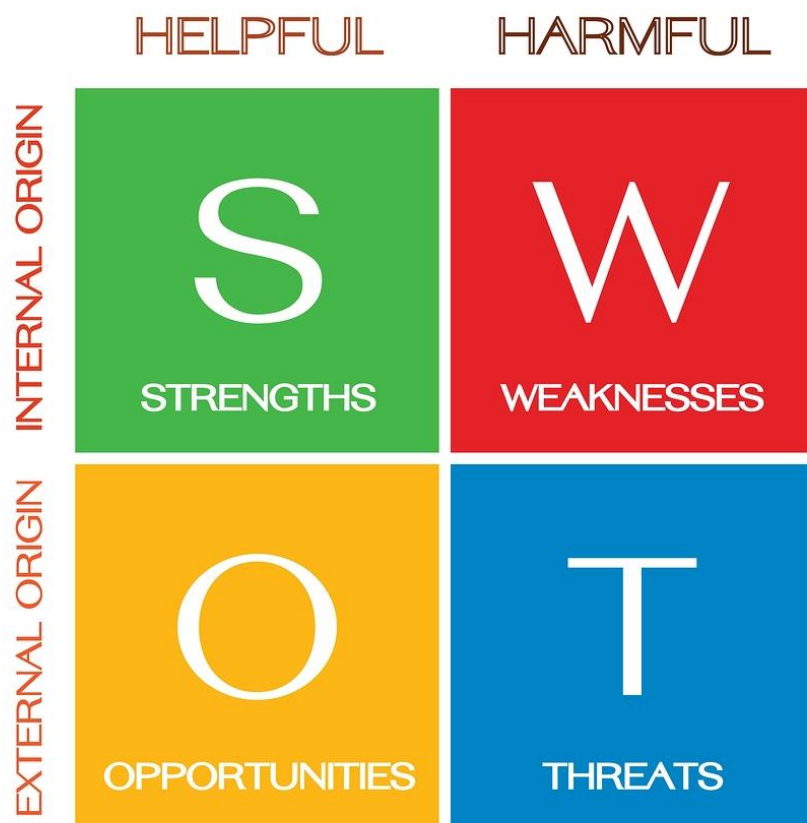 HELPFUL HARMFUL
INTERNAL ORIGIN
S W
STRENGTHS WEAKNESSES
EXTERNAL ORIGIN
O T
OPPORTUNITIES THREATS